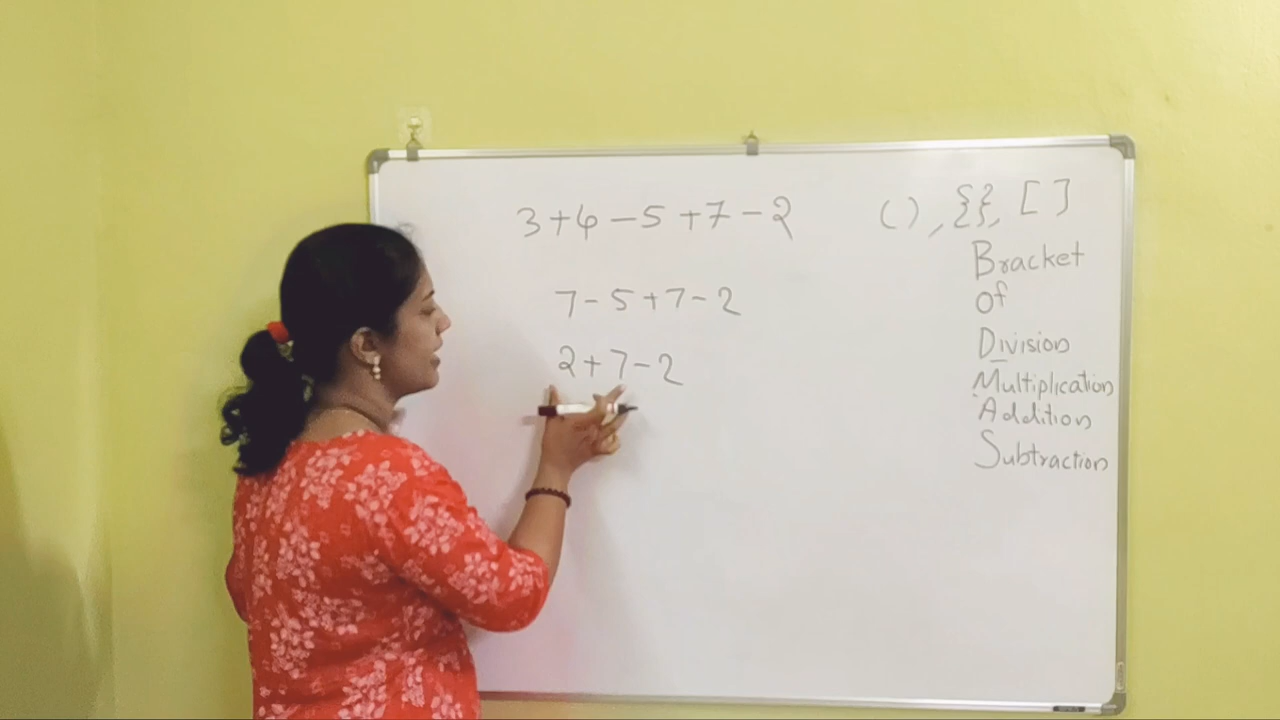 3+4-5+7-2
7-5+7-2
2+7-2
( ), {}, [ ]
Bracket
Of
Division
Multiplication
Addition
Subtraction